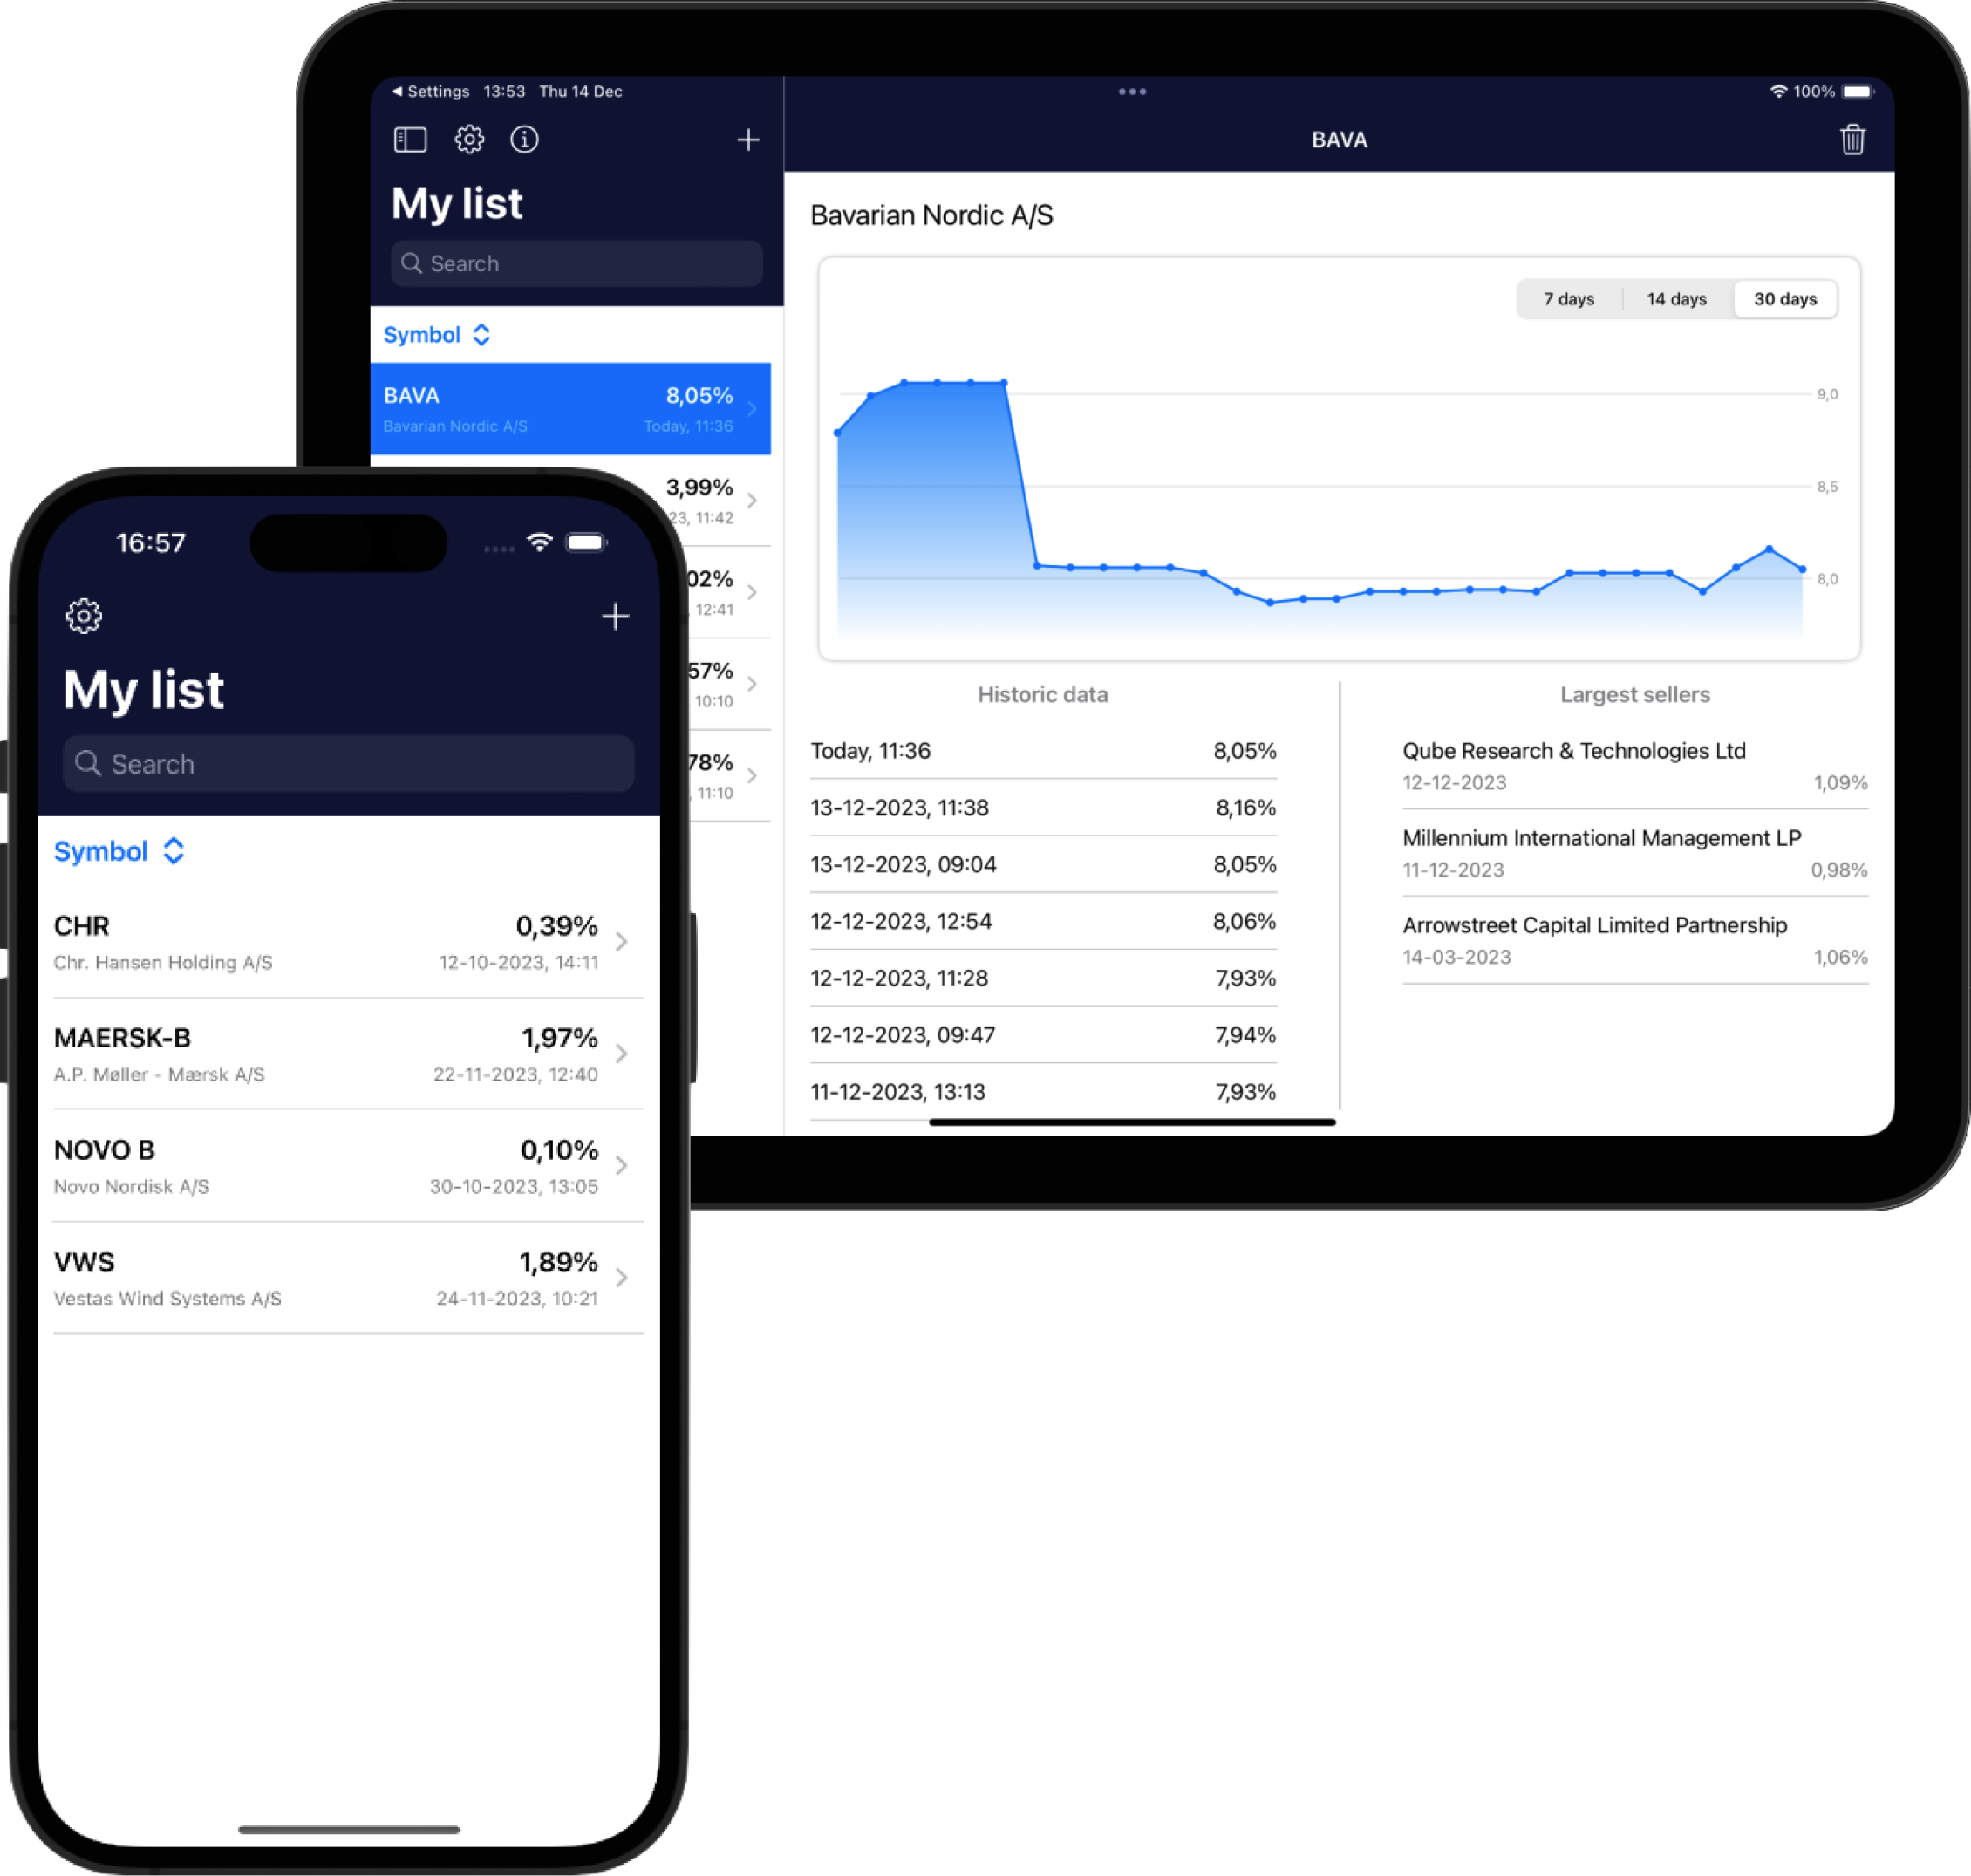 Settings 13:53 Thu 14 Dec
100%
BAVA
My list
Search
Symbol
BAVA 8,05%
Bavarian Nordic A/S Today, 11:36
3,99%
23, 11:42
02%
12:41
57%
10:10
78%
11:10
Bavarian Nordic A/S
7 days 14 days 30 days
9,0
8,5
8,0
Historic data
Today, 11:36 8,05%
13-12-2023, 11:38 8,16%
13-12-2023, 09:04 8,05%
12-12-2023, 12:54 8,06%
12-12-2023, 11:28 7,93%
12-12-2023, 09:47 7,94%
11-12-2023, 13:13 7,93%
Largest sellers
Qube Research & Technologies Ltd
12-12-2023 1,09%
Millennium International Management LP
11-12-2023 0,98%
Arrowstreet Capital Limited Partnership
14-03-2023 1,06%
16:57
My list
Search
Symbol
CHR 0,39%
Chr. Hansen Holding A/S 12-10-2023, 14:11
MAERSK-B 1,97%
A.P. Møller - Mærsk A/S 22-11-2023, 12:40
NOVO B 0,10%
Novo Nordisk A/S 30-10-2023, 13:05
VWS 1,89%
Vestas Wind Systems A/S 24-11-2023, 10:21